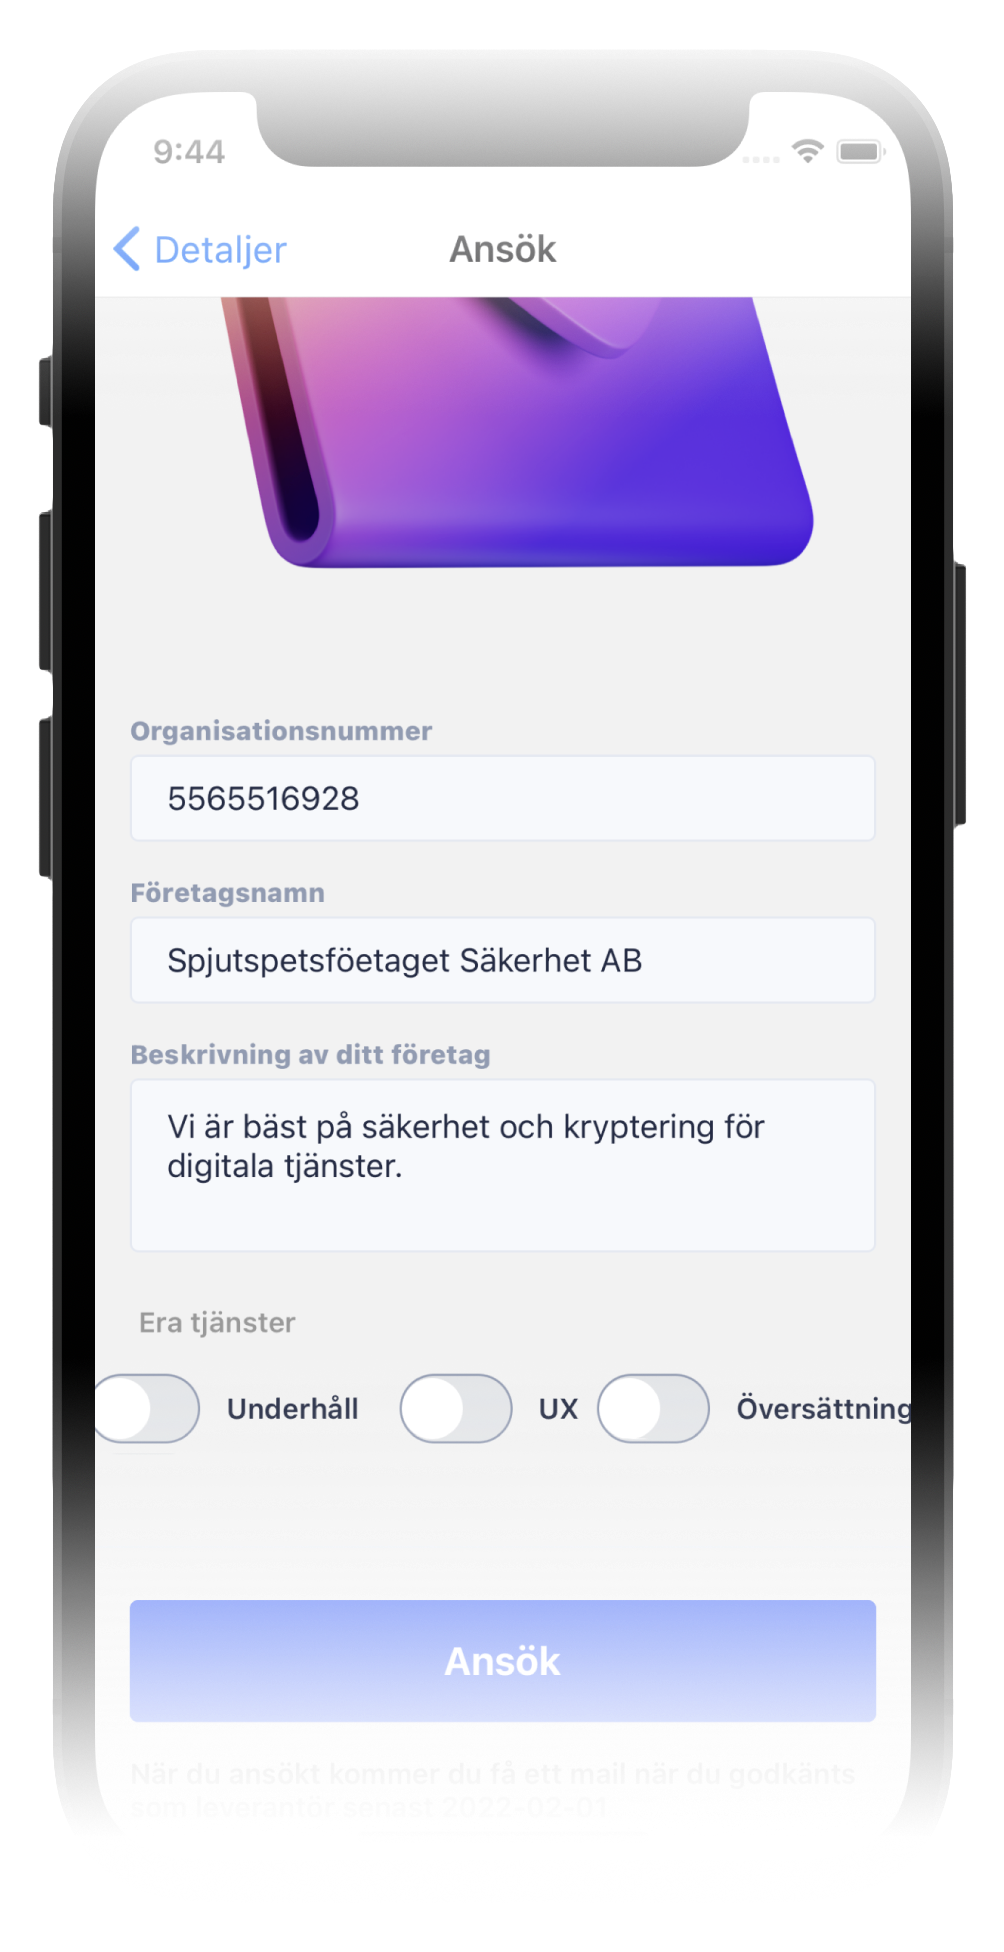 9:44
Detaljer
Ansök
Organisationsnummer
5565516928
Företagsnamn
Spjutspetsföetaget Säkerhet AB
Beskrivning av ditt företag
Vi är bäst på säkerhet och kryptering för
digitala tjänster.
Era tjänster
Underhåll
UX
Översättning
Ansök
När du ansökt kommer du få ett mail när du godkänts
som leverantör senast 2022-02-01